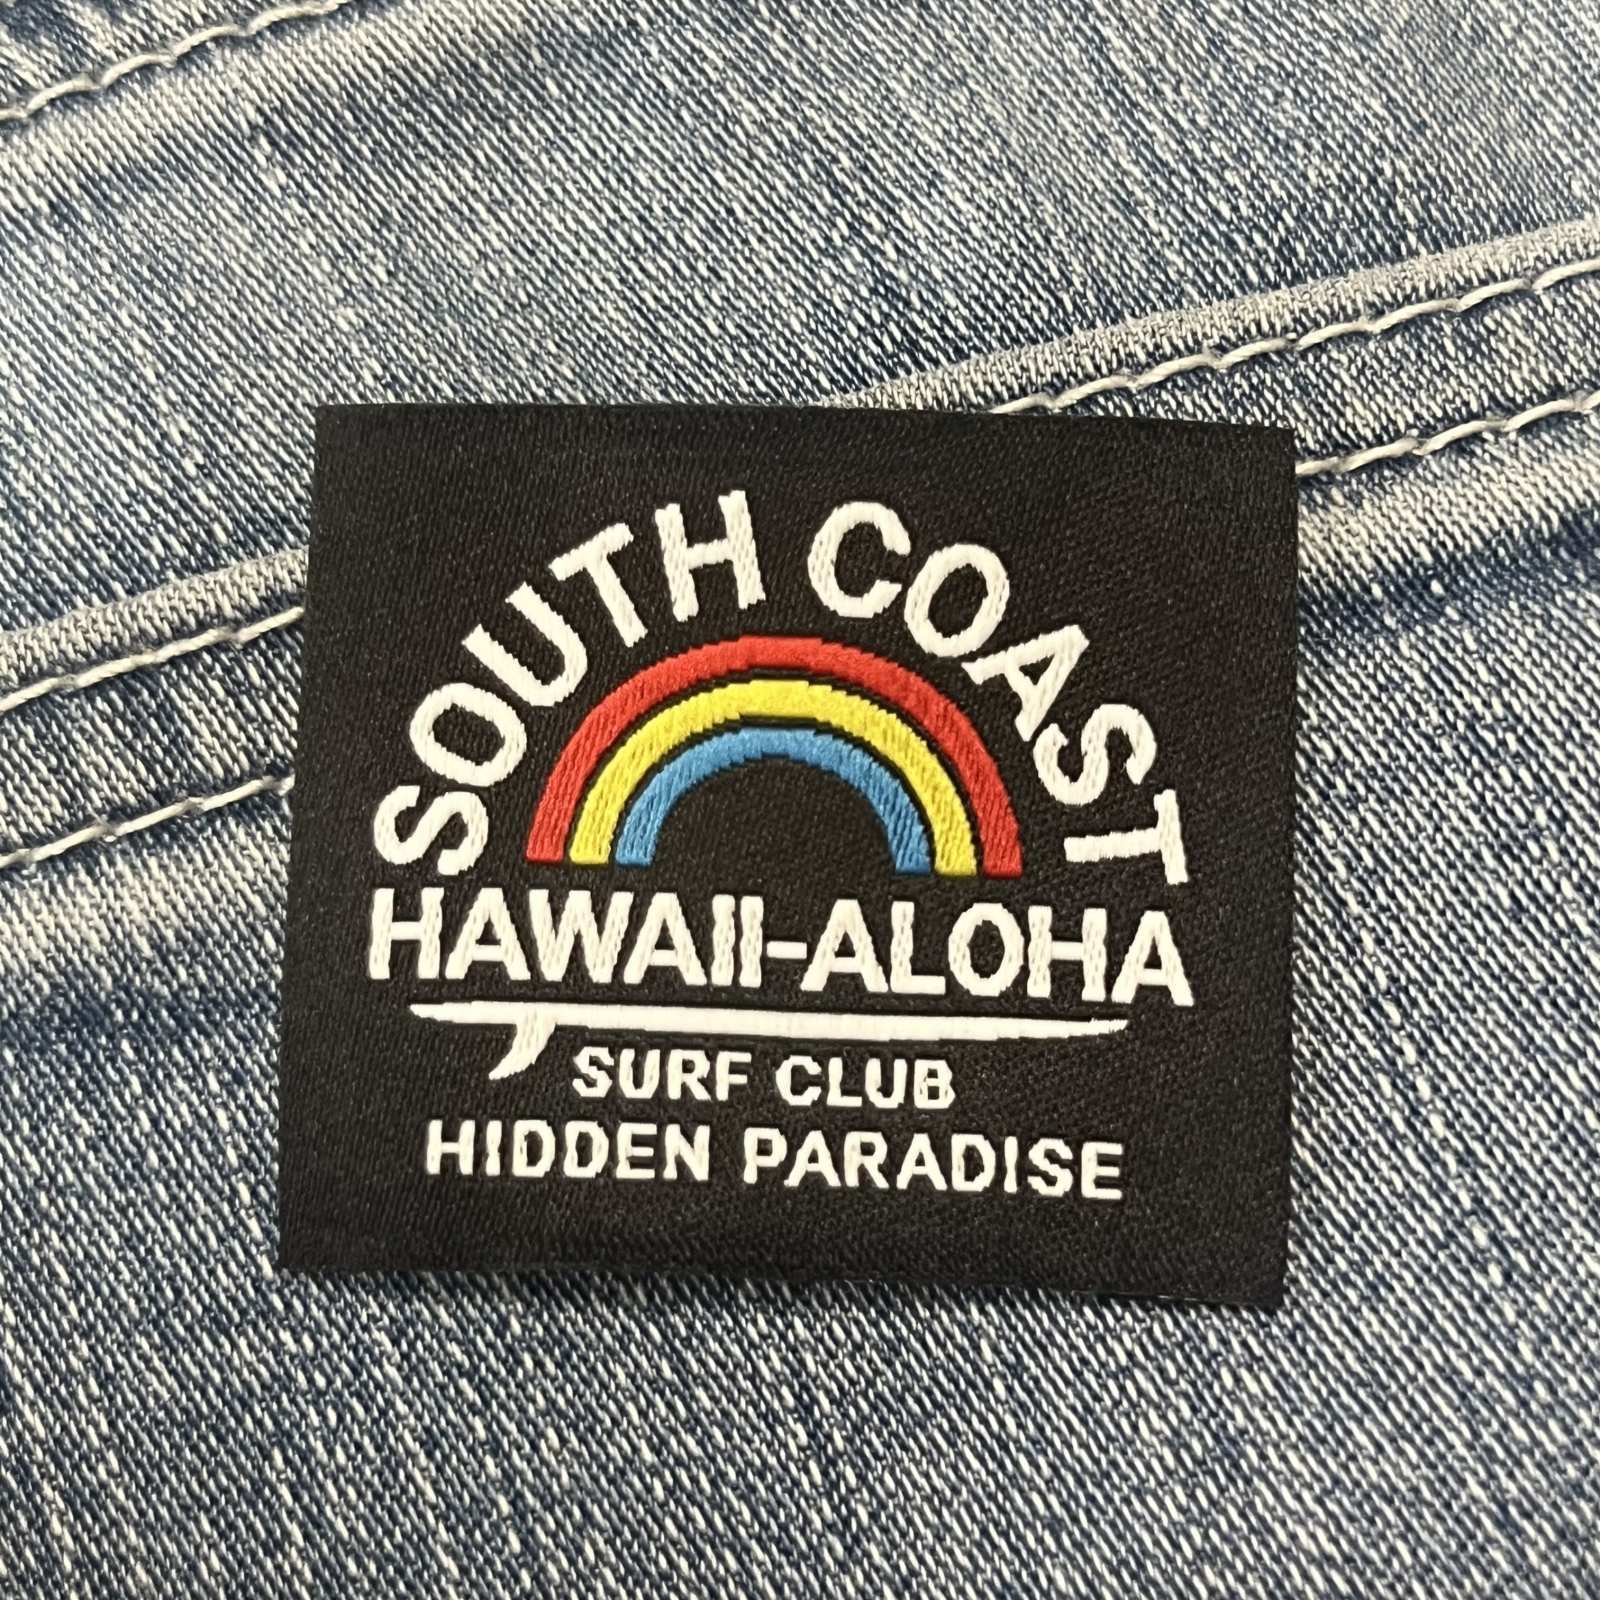 SOUTH COAST
HAWAII-ALOHA
SURF CLUB
HIDDEN PARADISE